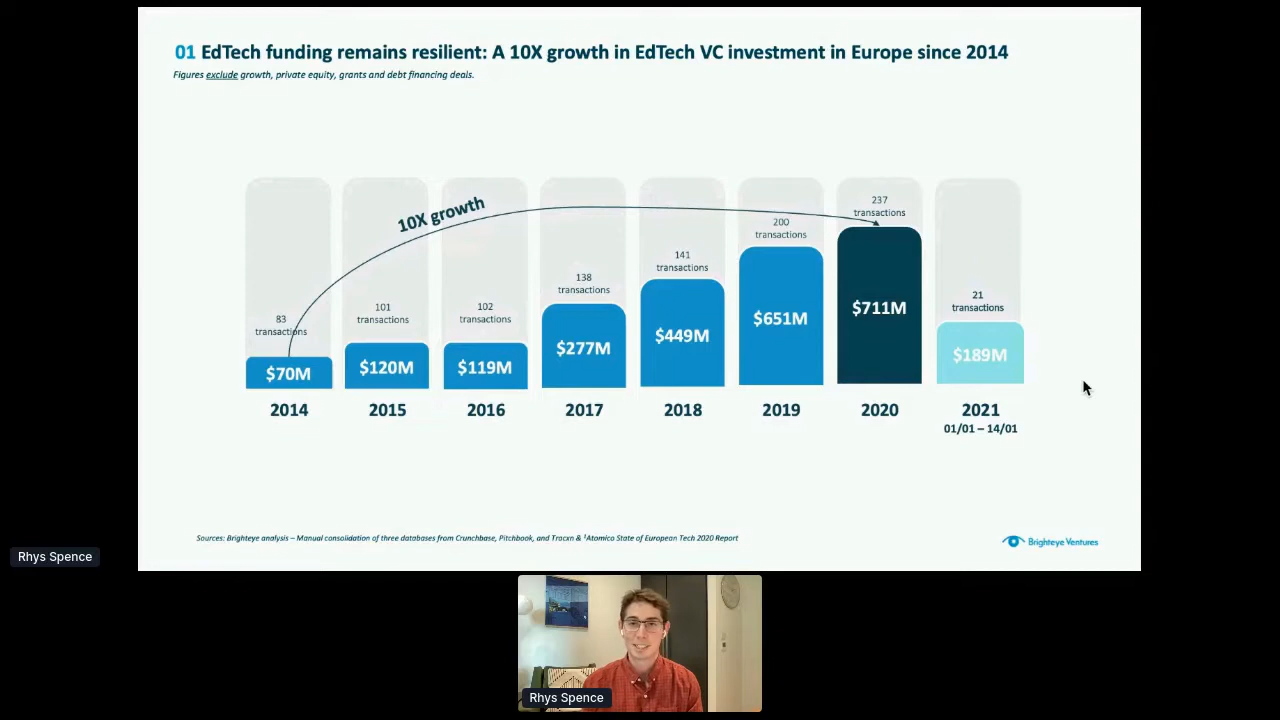 01 EdTech funding remains resilient: A 10X growth in EdTech VC investment in Europe since 2014
Figures exclude growth, private equity, grants and debt financing deals.
10X growth
83
transactions
101
transactions
102
transactions
138
transactions
141
transactions
200
transactions
237
transactions
21
transactions
$70M
$120M
$119M
$277M
$449M
$651M
$711M
$189M
2014
2015
2016
2017
2018
2019
2020
2021
01/01 – 14/01
Sources: Brighteye analysis – Manual consolidation of three databases from Crunchbase, Pitchbook, and Tracxn & ¹Atomico State of European Tech 2020 Report
Brighteye Ventures
Rhys Spence
Rhys Spence